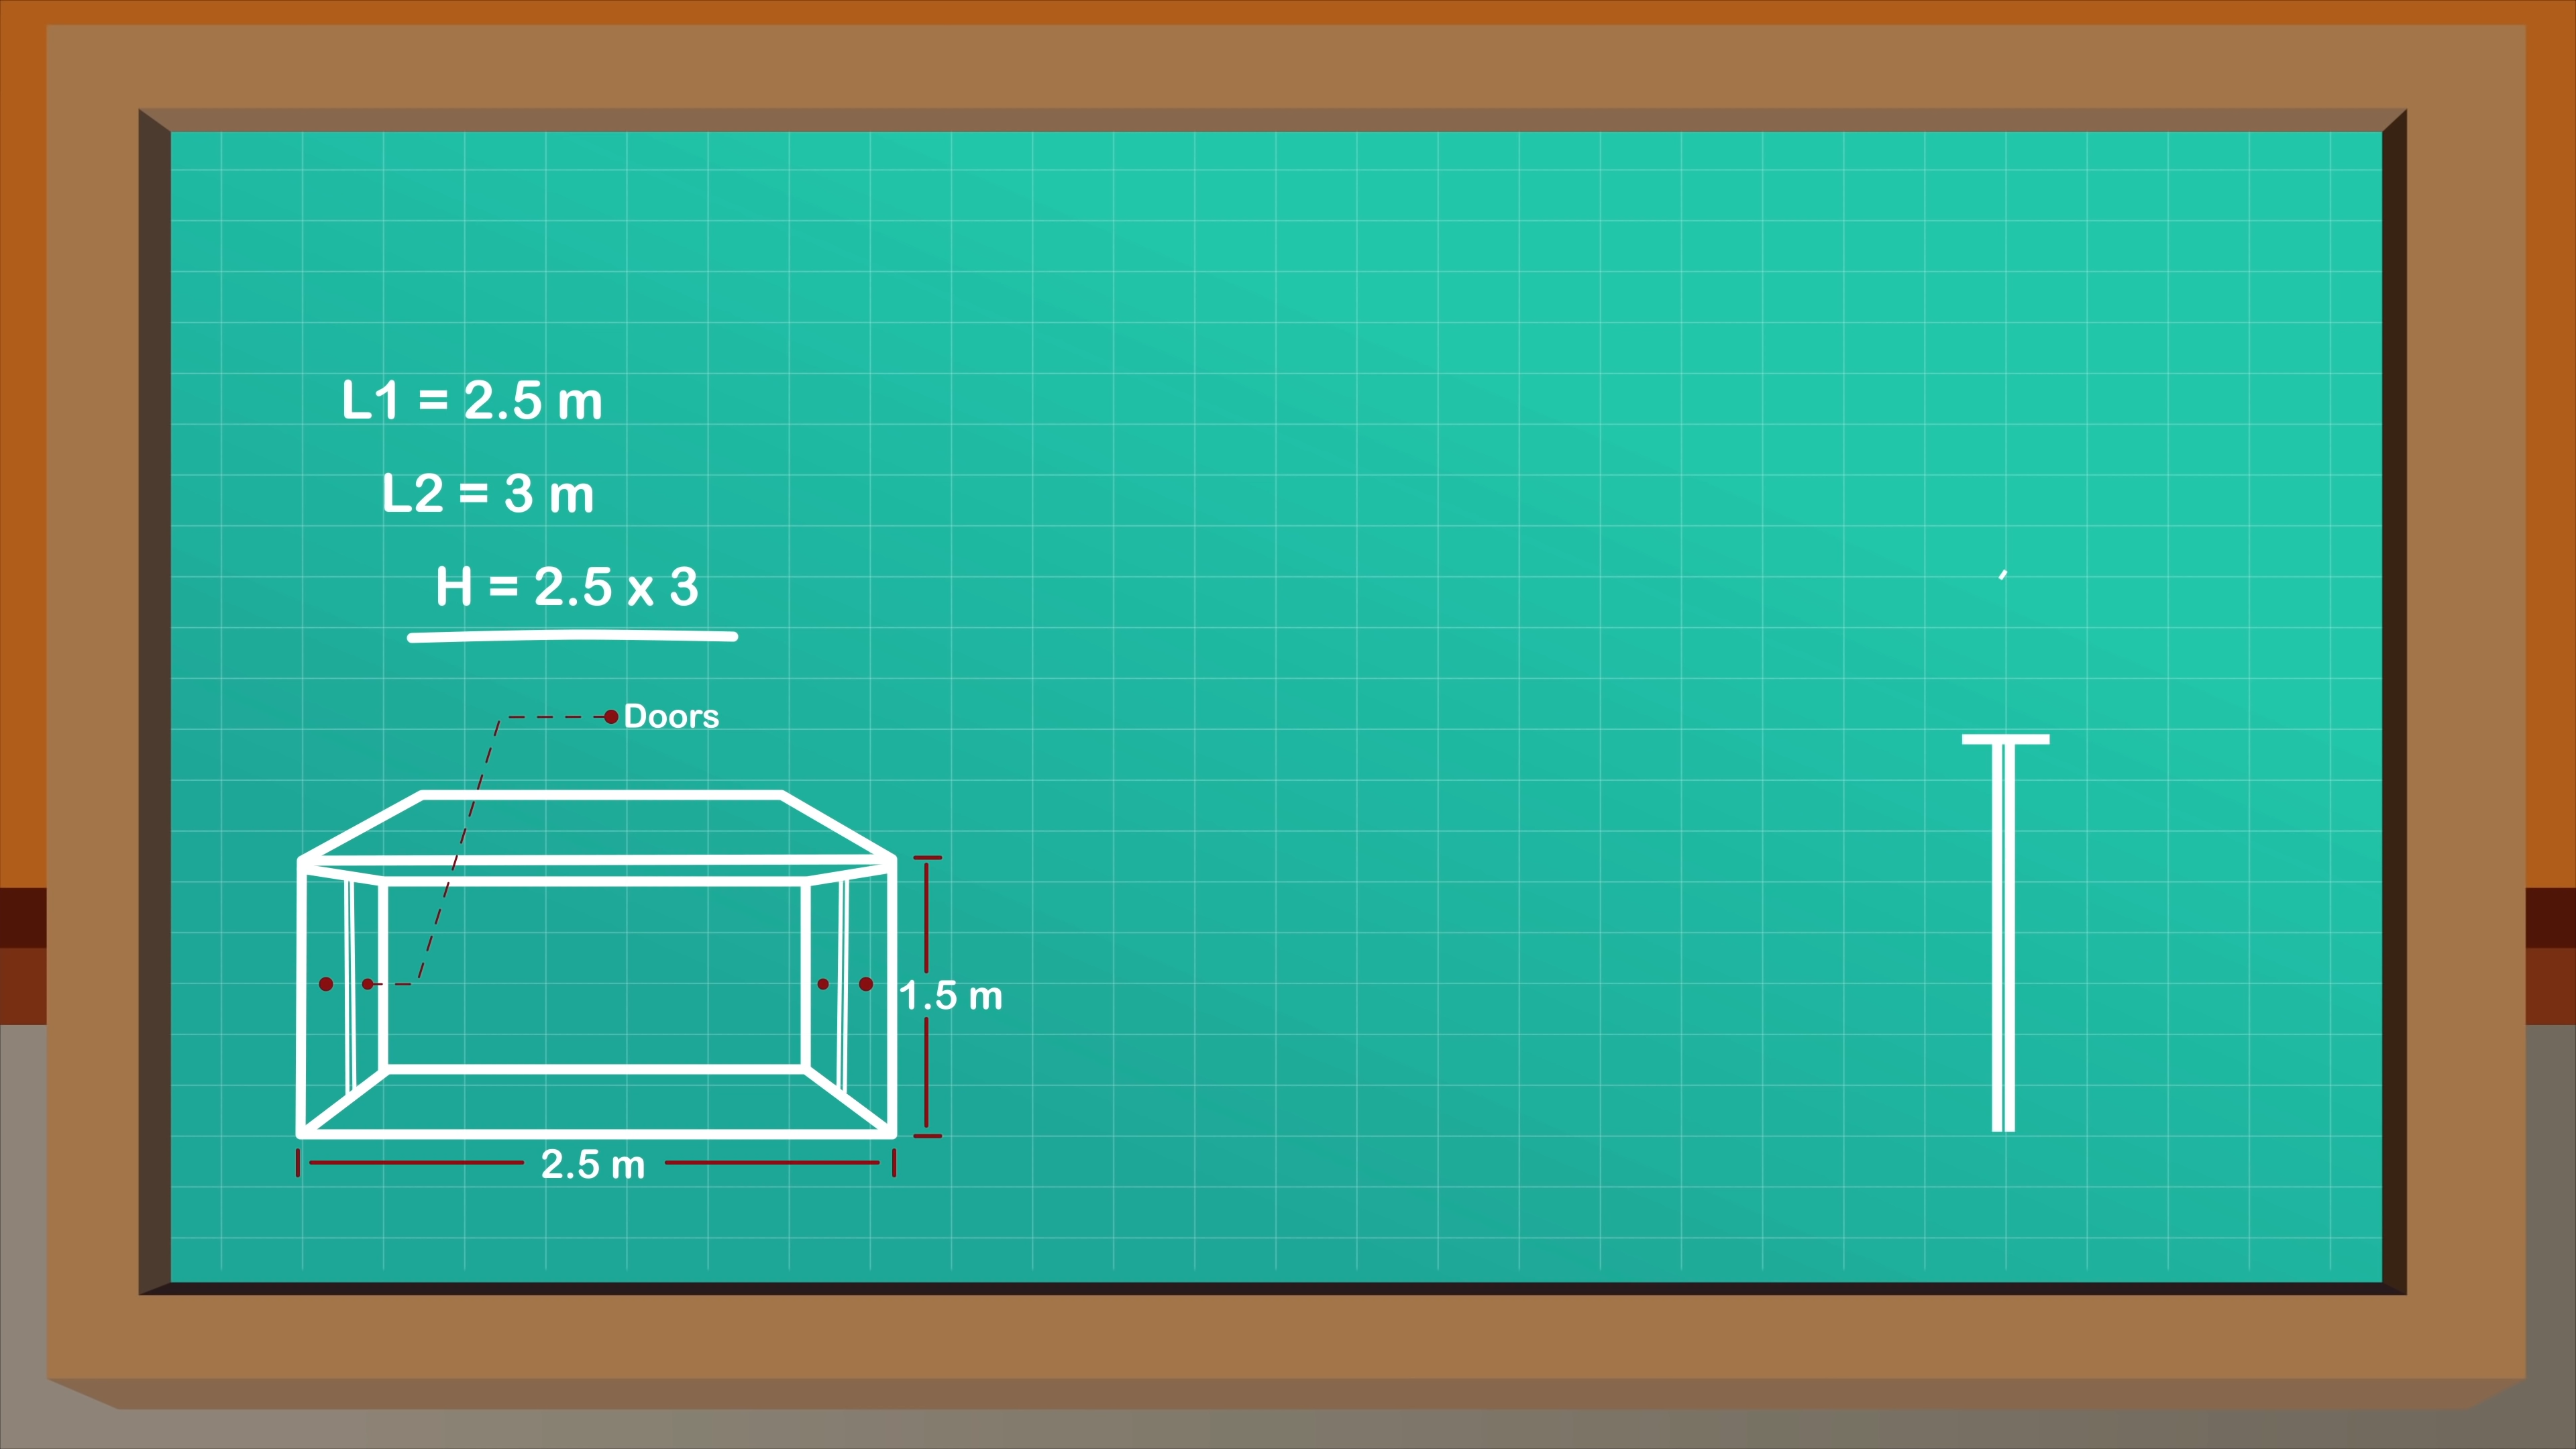 L1 = 2.5 m
L2 = 3 m
H = 2.5 x 3
Doors
1.5 m
2.5 m